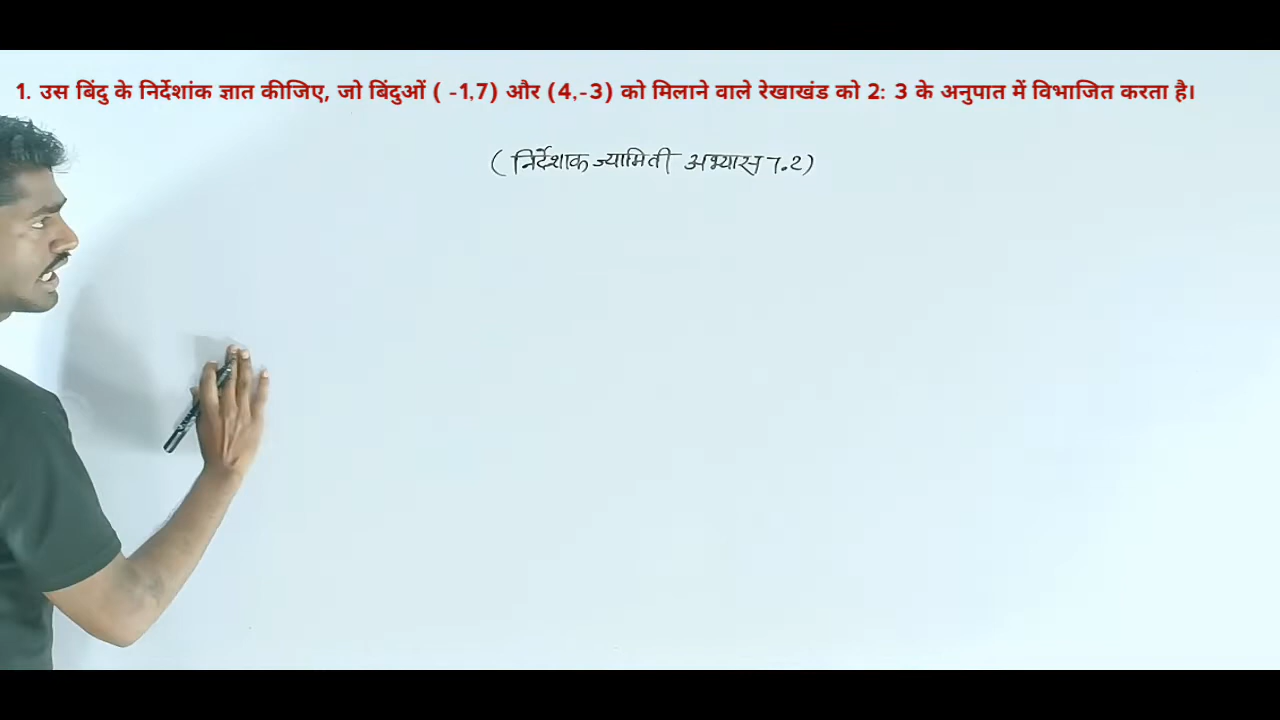 1. उस बिंदु के निर्देशांक ज्ञात कीजिए, जो बिंदुओं ( -1,7) और (4,-3) को मिलाने वाले रेखाखंड को 2: 3 के अनुपात में विभाजित करता है।
(निर्देशाक ज्यामिती अभ्यास 7.2)